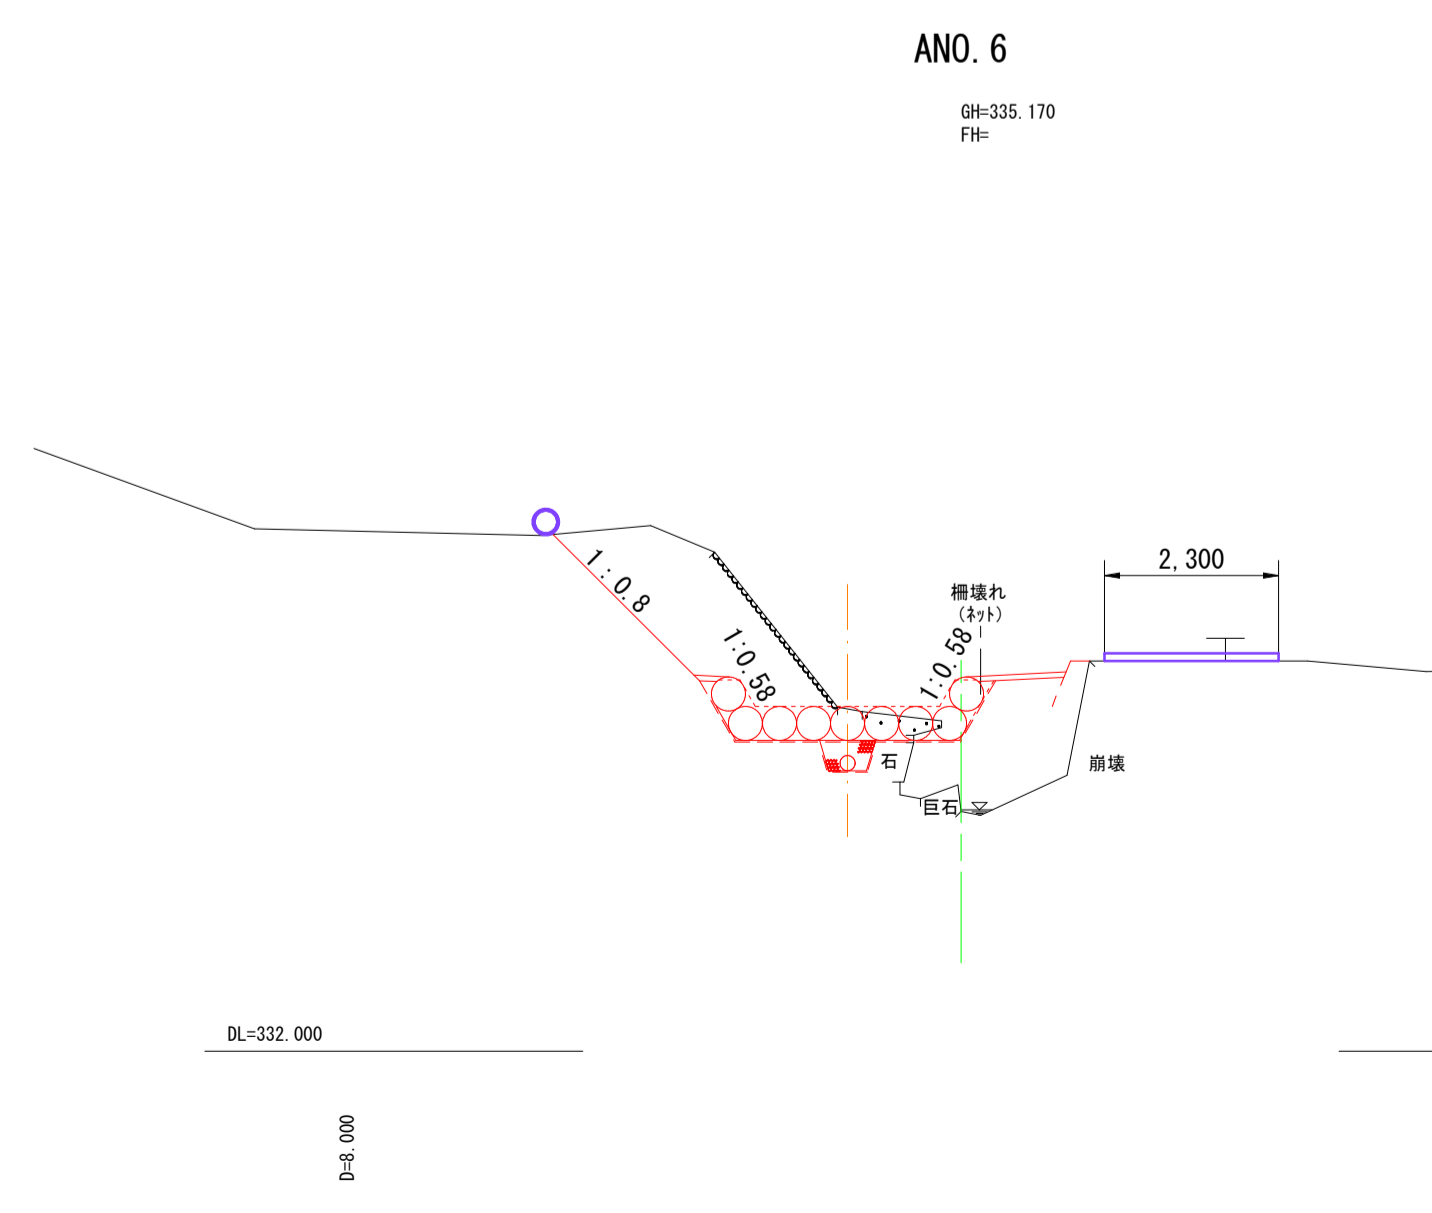 ANO. 6
GH=335. 170
FH=
2, 300
1：0.8
柵壊れ
(ﾈｯﾄ)
1:0.58
1:0.58
石
崩壊
巨石
DL=332. 000
D=8. 000